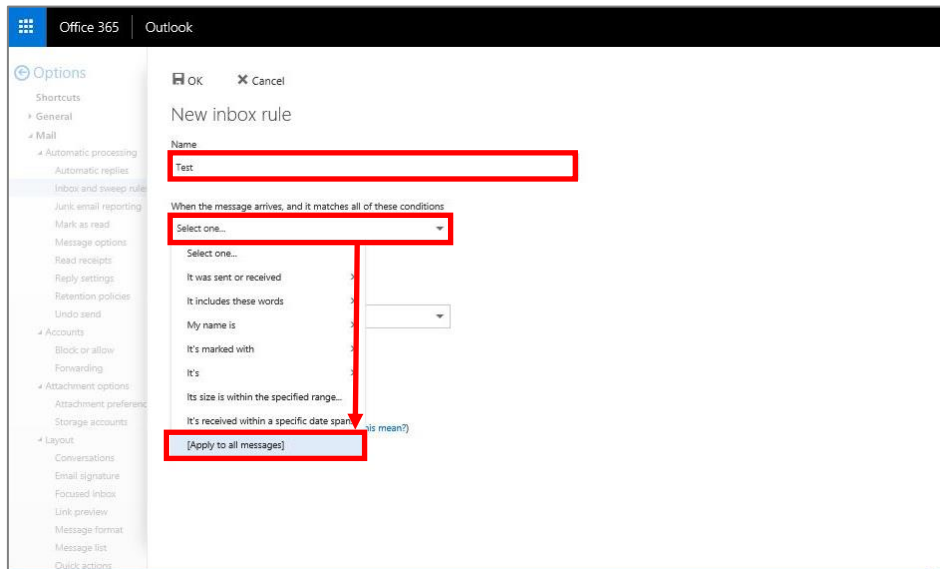 Office 365 Outlook
Options
Shortcuts
General
Mail
Automatic processing
Automatic replies
Inbox and sweep rule
Junk email reporting
Mark as read
Message options
Read receipts
Reply settings
Retention policies
Undo send
Accounts
Block or allow
Forwarding
Attachment options
Attachment preferenc
Storage accounts
Layout
Conversations
Email signature
Focused inbox
Link preview
Message format
Message list
Quick actions
OK Cancel
New inbox rule
Name
Test
When the message arrives, and it matches all of these conditions
Select one...
Select one...
It was sent or received
It includes these words
My name is
It's marked with
It's
Its size is within the specified range...
It's received within a specific date span
his mean?)
[Apply to all messages]